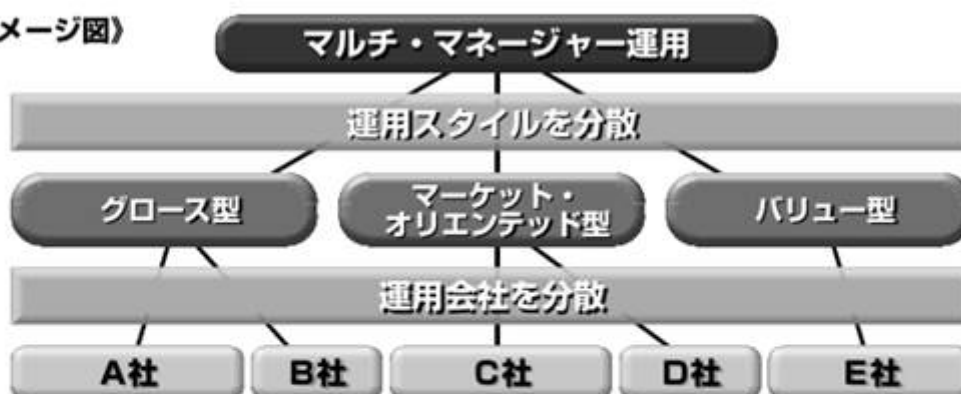 メージ図》
マルチ・マネージャー運用
運用スタイルを分散
グロース型
マーケット・
オリエンテッド型
バリュー型
運用会社を分散
A社
B社
C社
D社
E社